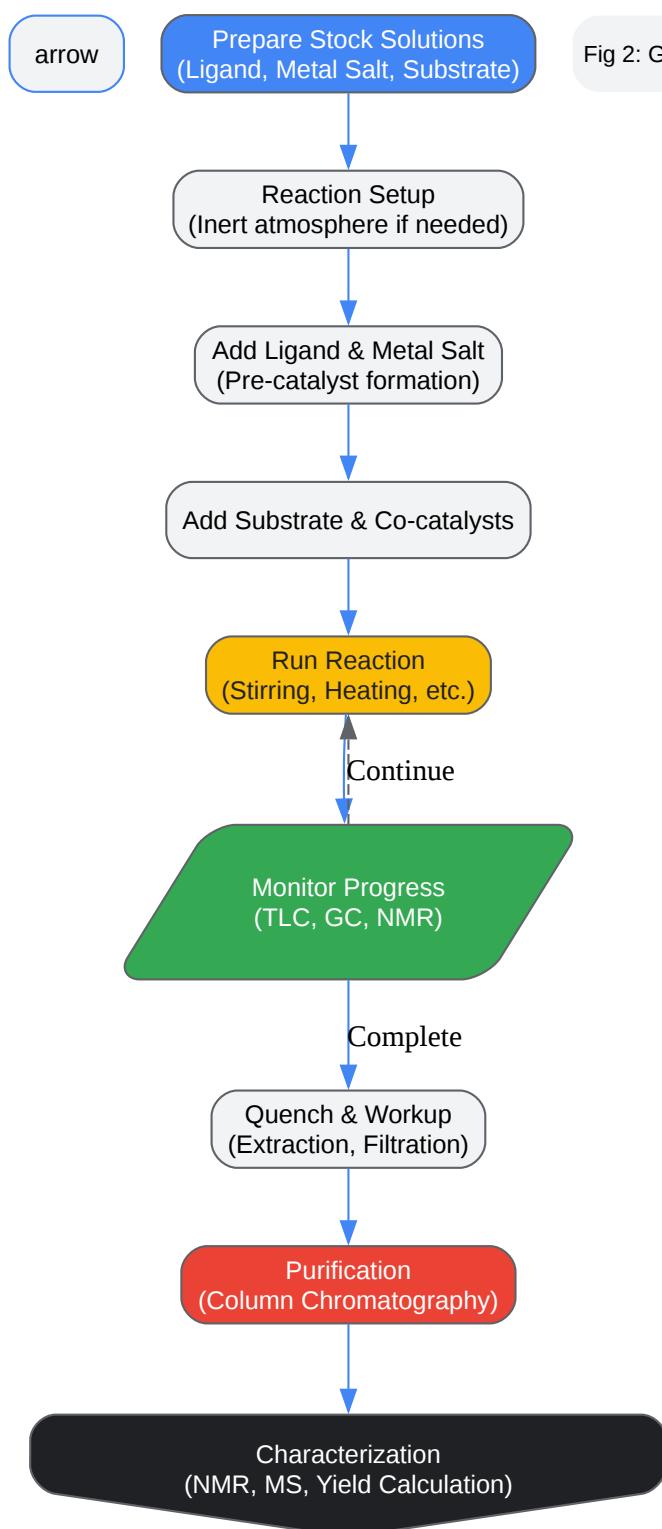 arrow
Prepare Stock Solutions
(Ligand, Metal Salt, Substrate)
Fig 2: G
Reaction Setup
(Inert atmosphere if needed)
Add Ligand & Metal Salt
(Pre-catalyst formation)
Add Substrate & Co-catalysts
Run Reaction
(Stirring, Heating, etc.)
Continue
Monitor Progress
(TLC, GC, NMR)
Complete
Quench & Workup
(Extraction, Filtration)
Purification
(Column Chromatography)
Characterization
(NMR, MS, Yield Calculation)